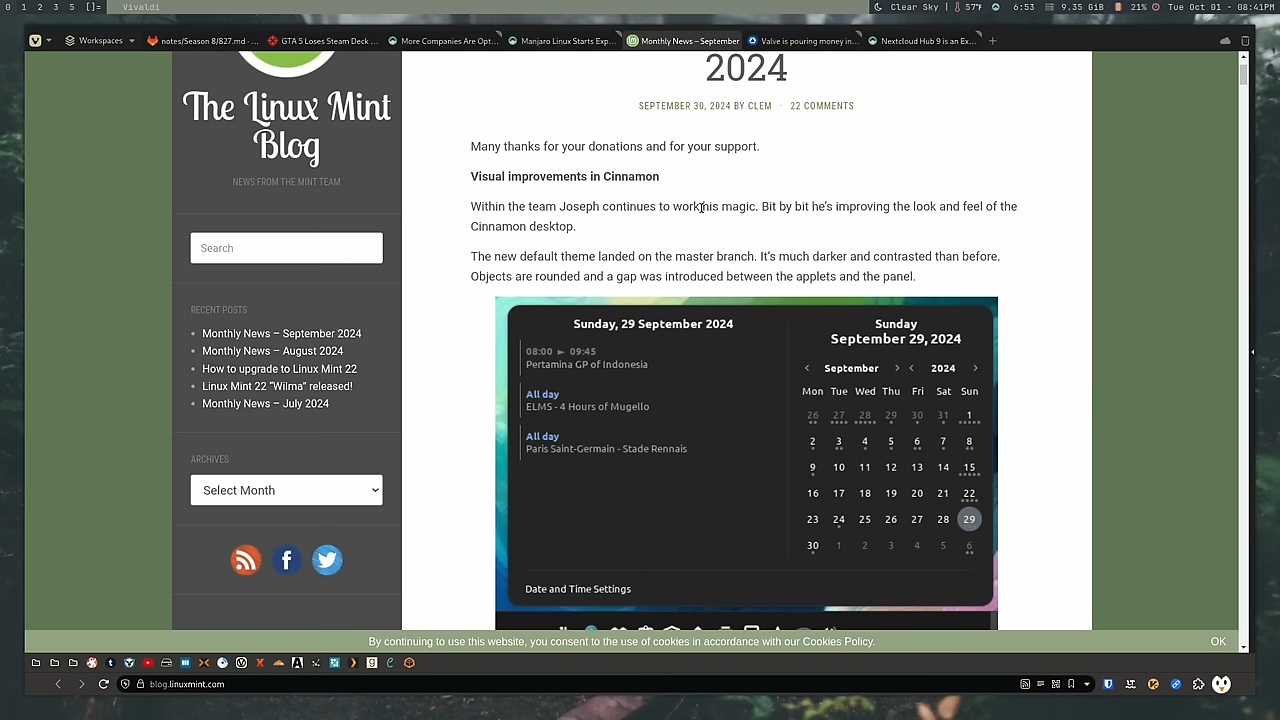 0 1 2 3 5 []= Vivaldi Clear Sky | 57°F 6:53 9.35 GiB 21% Tue Oct 01 - 08:41PM
Workspaces notes/Season 8/827.md · ... GTA 5 Loses Steam Deck ... More Companies Are Opt... Manjaro Linux Starts Exp... Monthly News – September Valve is pouring money in... Nextcloud Hub 9 is an Ex...
The Linux Mint
Blog
NEWS FROM THE MINT TEAM
Search
RECENT POSTS
Monthly News – September 2024
Monthly News – August 2024
How to upgrade to Linux Mint 22
Linux Mint 22 “Wilma” released!
Monthly News – July 2024
ARCHIVES
Select Month
2024
SEPTEMBER 30, 2024 BY CLEM · 22 COMMENTS
Many thanks for your donations and for your support.
Visual improvements in Cinnamon
Within the team Joseph continues to work his magic. Bit by bit he’s improving the look and feel of the
Cinnamon desktop.
The new default theme landed on the master branch. It’s much darker and contrasted than before.
Objects are rounded and a gap was introduced between the applets and the panel.
Sunday, 29 September 2024
08:00 ► 09:45
Pertamina GP of Indonesia
All day
ELMS - 4 Hours of Mugello
All day
Paris Saint-Germain - Stade Rennais
Date and Time Settings
Sunday
September 29, 2024
‹ September › ‹ 2024 ›
Mon Tue Wed Thu Fri Sat Sun
26 27 28 29 30 31 1
2 3 4 5 6 7 8
9 10 11 12 13 14 15
16 17 18 19 20 21 22
23 24 25 26 27 28 29
30 1 2 3 4 5 6
By continuing to use this website, you consent to the use of cookies in accordance with our Cookies Policy. OK
blog.linuxmint.com